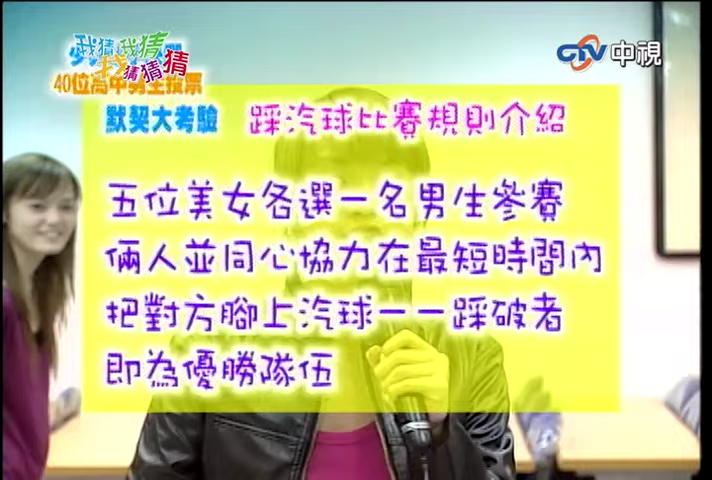 我猜我猜
我猜猜猜
CTV中視
40位高中男生投票
默契大考驗 踩汽球比賽規則介紹
五位美女各選一名男生參賽
倆人並同心協力在最短時間內
把對方腳上汽球一一踩破者
即為優勝隊伍